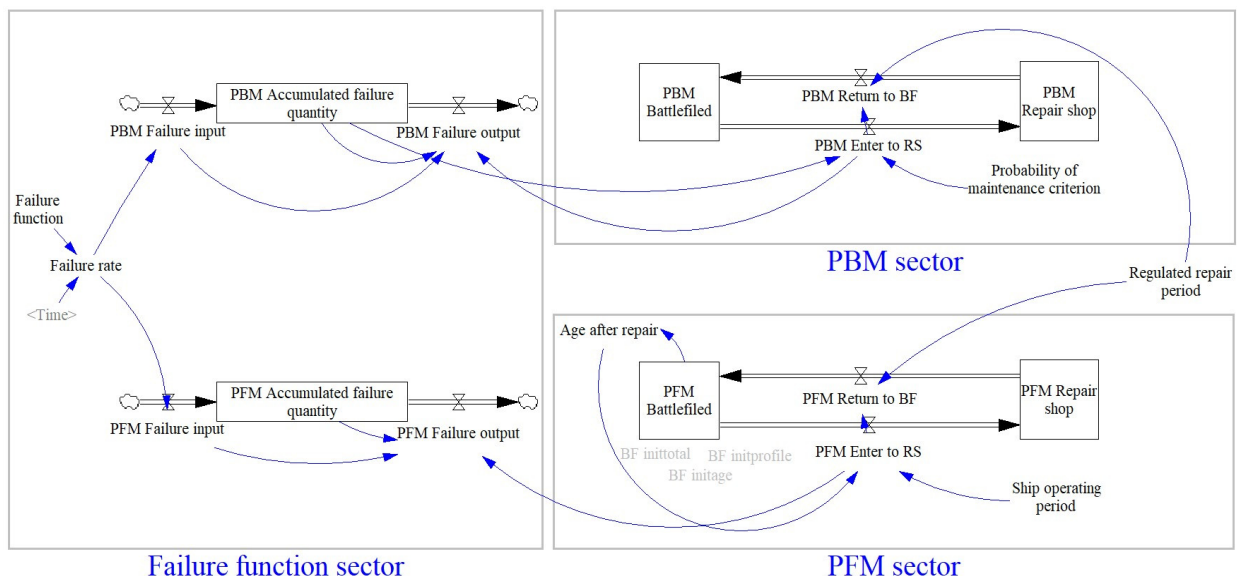 PBM Accumulated failure
quantity
PBM Failure input
PBM Failure output
Failure
function
Failure rate
<Time>
PFM Accumulated failure
quantity
PFM Failure input
PFM Failure output
Failure function sector
PBM
Battlefiled
PBM Return to BF
PBM
Repair shop
PBM Enter to RS
Probability of
maintenance criterion
PBM sector
Regulated repair
period
Age after repair
PFM
Battlefiled
PFM Return to BF
PFM Repair
shop
BF inittotal
BF initprofile
BF initage
PFM Enter to RS
Ship operating
period
PFM sector